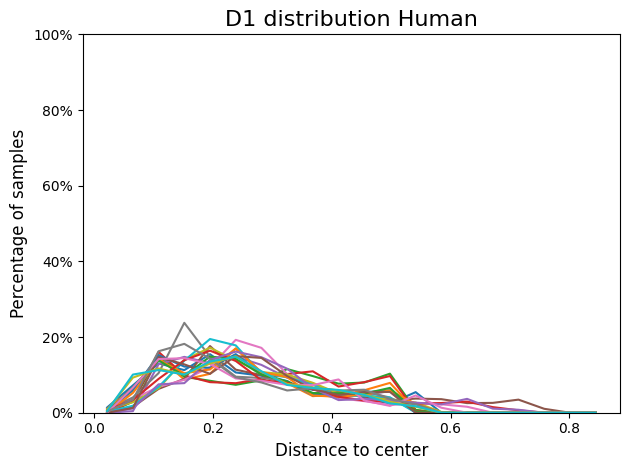 D1 distribution Human
100%
80%
60%
40%
20%
0%
Percentage of samples
0.0 0.2 0.4 0.6 0.8
Distance to center